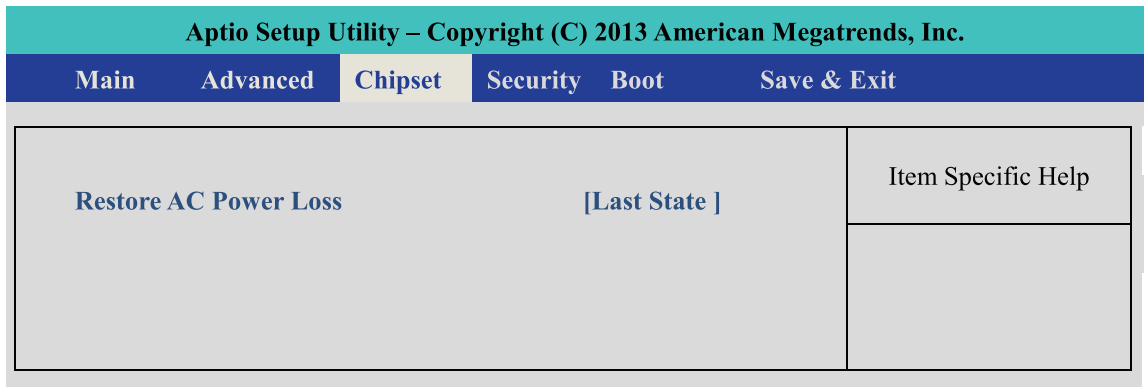 Aptio Setup Utility – Copyright (C) 2013 American Megatrends, Inc.
Main Advanced Chipset Security Boot Save & Exit
Item Specific Help
Restore AC Power Loss [Last State ]